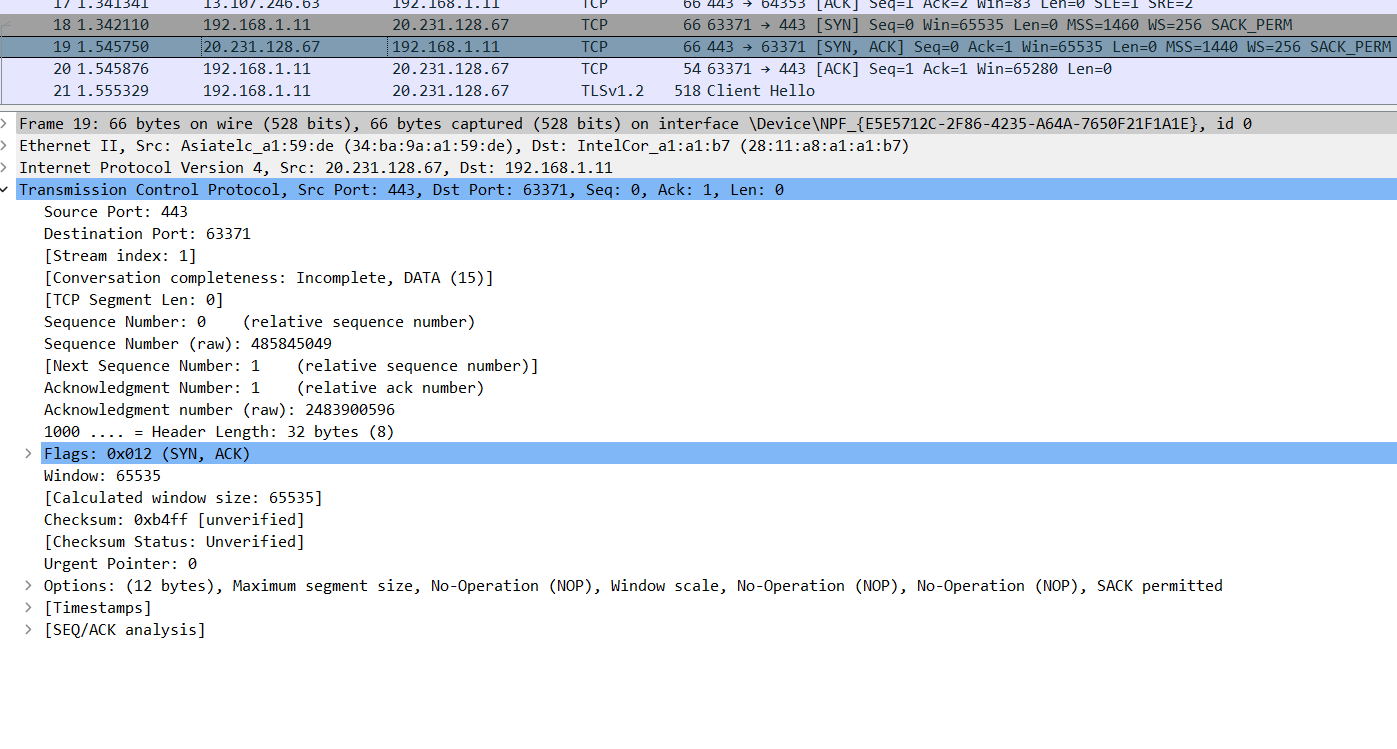 17 1.341341 13.107.246.63 192.168.1.11 TCP 66 443 → 64353 [ACK] Seq=1 Ack=2 Win=83 Len=0 SLE=1 SRE=2
18 1.342110 192.168.1.11 20.231.128.67 TCP 66 63371 → 443 [SYN] Seq=0 Win=65535 Len=0 MSS=1460 WS=256 SACK_PERM
19 1.545750 20.231.128.67 192.168.1.11 TCP 66 443 → 63371 [SYN, ACK] Seq=0 Ack=1 Win=65535 Len=0 MSS=1440 WS=256 SACK_PERM
20 1.545876 192.168.1.11 20.231.128.67 TCP 54 63371 → 443 [ACK] Seq=1 Ack=1 Win=65280 Len=0
21 1.555329 192.168.1.11 20.231.128.67 TLSv1.2 518 Client Hello
Frame 19: 66 bytes on wire (528 bits), 66 bytes captured (528 bits) on interface \Device\NPF_{E5E5712C-2F86-4235-A64A-7650F21F1A1E}, id 0
Ethernet II, Src: Asiatelc_a1:59:de (34:ba:9a:a1:59:de), Dst: IntelCor_a1:a1:b7 (28:11:a8:a1:a1:b7)
Internet Protocol Version 4, Src: 20.231.128.67, Dst: 192.168.1.11
Transmission Control Protocol, Src Port: 443, Dst Port: 63371, Seq: 0, Ack: 1, Len: 0
Source Port: 443
Destination Port: 63371
[Stream index: 1]
[Conversation completeness: Incomplete, DATA (15)]
[TCP Segment Len: 0]
Sequence Number: 0    (relative sequence number)
Sequence Number (raw): 485845049
[Next Sequence Number: 1    (relative sequence number)]
Acknowledgment Number: 1    (relative ack number)
Acknowledgment number (raw): 2483900596
1000 .... = Header Length: 32 bytes (8)
Flags: 0x012 (SYN, ACK)
Window: 65535
[Calculated window size: 65535]
Checksum: 0xb4ff [unverified]
[Checksum Status: Unverified]
Urgent Pointer: 0
Options: (12 bytes), Maximum segment size, No-Operation (NOP), Window scale, No-Operation (NOP), No-Operation (NOP), SACK permitted
[Timestamps]
[SEQ/ACK analysis]